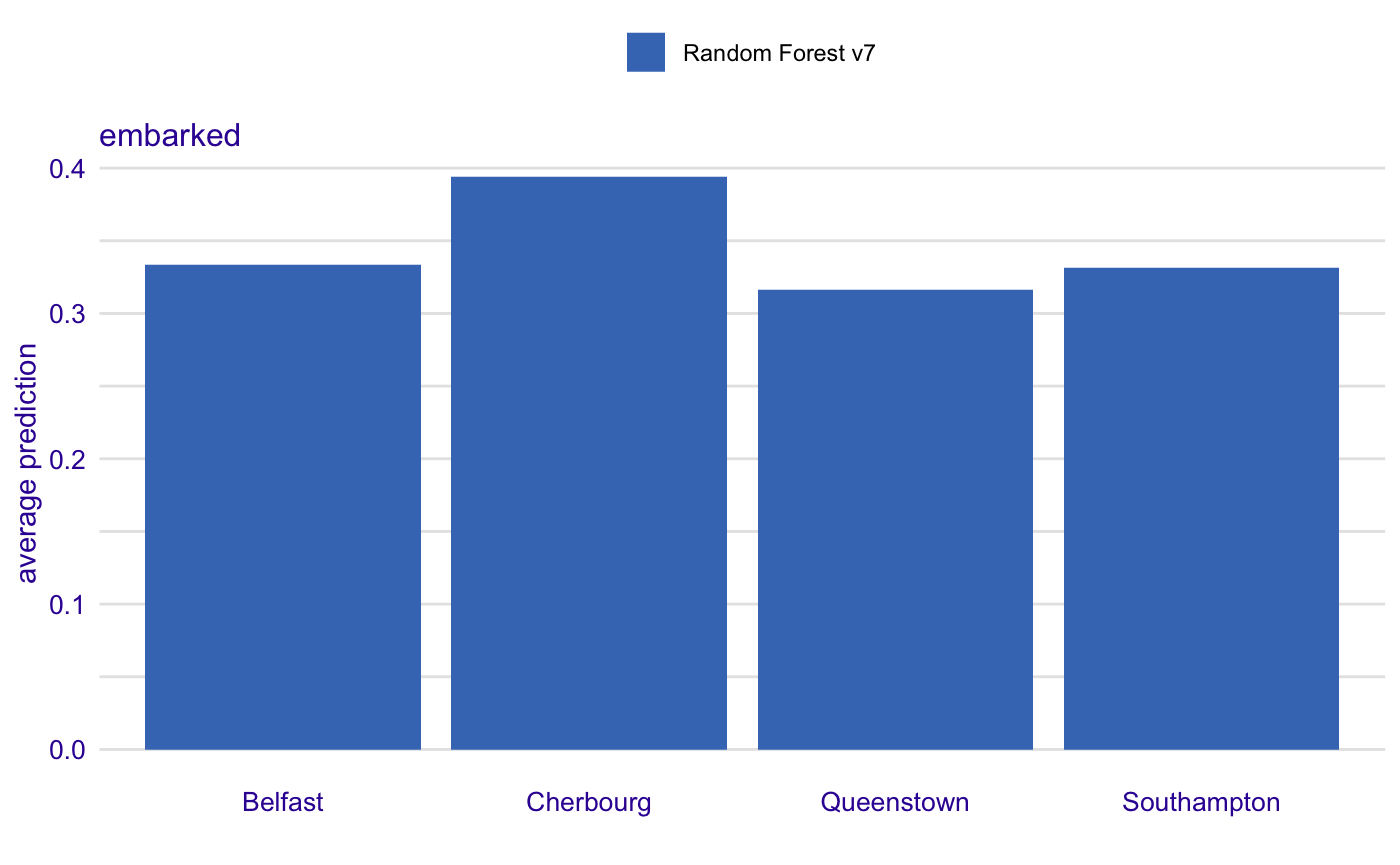 Random Forest v7
embarked
average prediction
0.4
0.3
0.2
0.1
0.0
Belfast
Cherbourg
Queenstown
Southampton